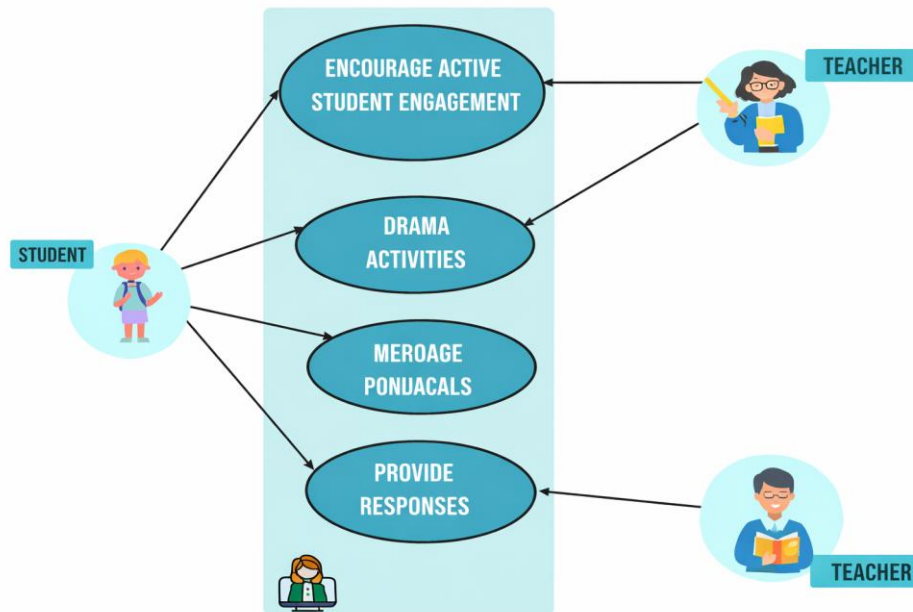 ENCOURAGE ACTIVE
STUDENT ENGAGEMENT
TEACHER
DRAMA
ACTIVITIES
STUDENT
MEROAGE
PONUACALS
PROVIDE
RESPONSES
TEACHER